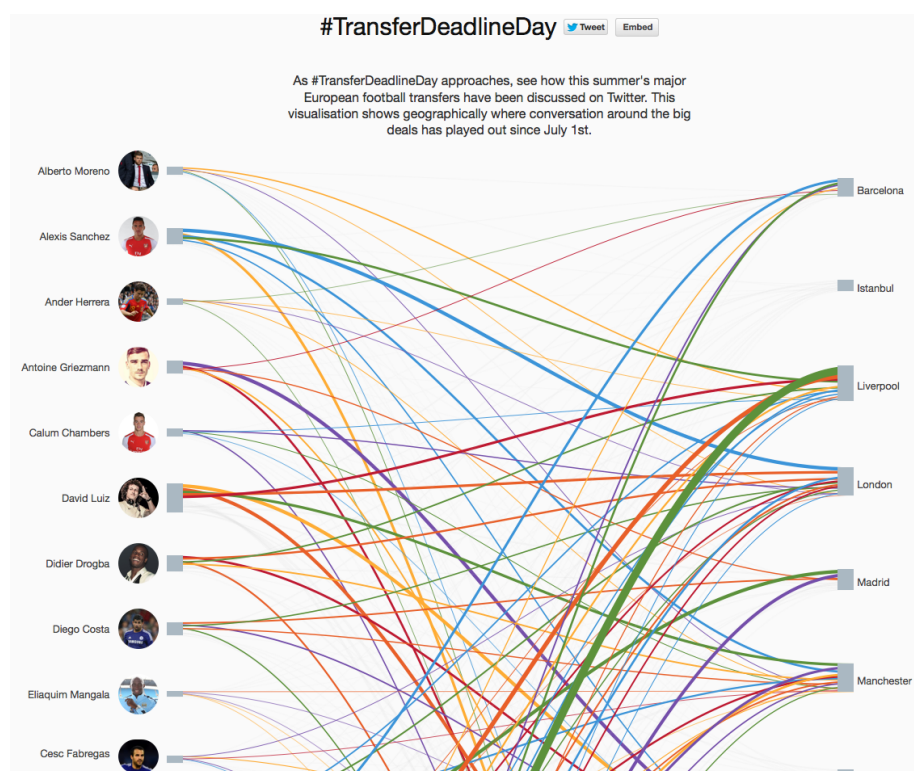 #TransferDeadlineDay Tweet Embed
As #TransferDeadlineDay approaches, see how this summer's major
European football transfers have been discussed on Twitter. This
visualisation shows geographically where conversation around the big
deals has played out since July 1st.
Alberto Moreno
Barcelona
Alexis Sanchez
Istanbul
Ander Herrera
Antoine Griezmann
Liverpool
Calum Chambers
London
David Luiz
Didier Drogba
Madrid
Diego Costa
Manchester
Eliaquim Mangala
Cesc Fabregas